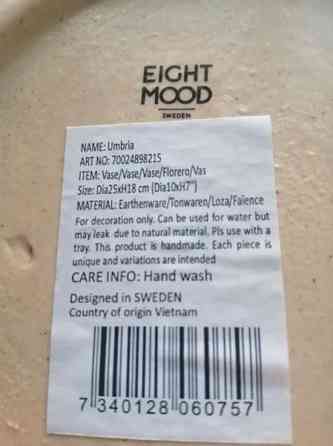 EIGHT
MOOD
SWEDEN
NAME: Umbria
ART NO: 70024898215
ITEM: Vase/Vase/Vase/Florero/Vas
Size: Dia25xH18 cm (Dia10xH7")
MATERIAL: Earthenware/Tonwaren/Loza/Faïence
For decoration only. Can be used for water but
may leak due to natural material. Pls use with a
tray. This product is handmade. Each piece is
unique and variations are intended
CARE INFO: Hand wash
Designed in SWEDEN
Country of origin Vietnam
7 340128 060757